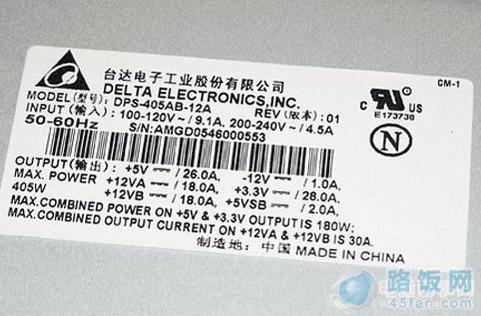 台达电子工业股份有限公司
DELTA ELECTRONICS,INC.
CM-1
MODEL(型号): DPS-405AB-12A REV(版本):01
INPUT(输入): 100-120V~/9.1A. 200-240V~/4.5A
50-60Hz S/N:AMGD0546000553
C UL US
E173738
N
OUTPUT(输出): +5V⎓/26.0A, -12V⎓/1.0A,
MAX. POWER +12VA⎓/18.0A, +3.3V⎓/28.0A,
405W +12VB⎓/18.0A, +5VSB⎓/2.0A,
MAX.COMBINED POWER ON +5V & +3.3V OUTPUT IS 180W;
MAX.COMBINED OUTPUT CURRENT ON +12VA & +12VB IS 30A.
制造地: 中国 MADE IN CHINA
路饭网
45fan.com